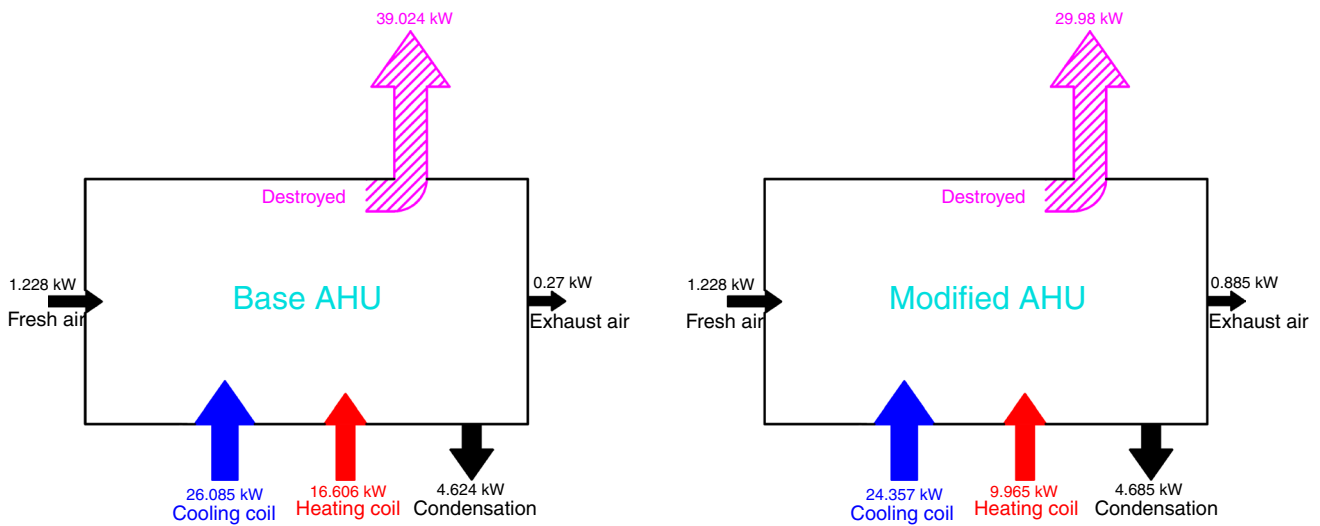 39.024 kW
Destroyed
1.228 kW
Fresh air
Base AHU
0.27 kW
Exhaust air
26.085 kW
Cooling coil
16.606 kW
Heating coil
4.624 kW
Condensation
29.98 kW
Destroyed
1.228 kW
Fresh air
Modified AHU
0.885 kW
Exhaust air
24.357 kW
Cooling coil
9.965 kW
Heating coil
4.685 kW
Condensation